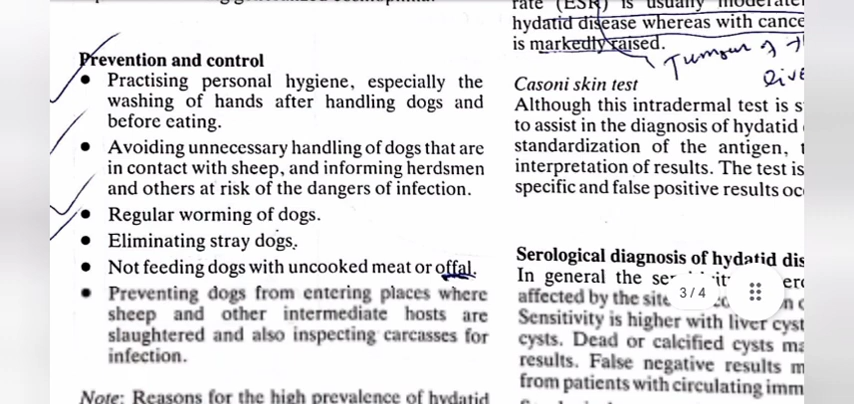 Prevention and control
• Practising personal hygiene, especially the
washing of hands after handling dogs and
before eating.
• Avoiding unnecessary handling of dogs that are
in contact with sheep, and informing herdsmen
and others at risk of the dangers of infection.
• Regular worming of dogs.
• Eliminating stray dogs.
• Not feeding dogs with uncooked meat or offal.
• Preventing dogs from entering places where
sheep and other intermediate hosts are
slaughtered and also inspecting carcasses for
infection.
Note: Reasons for the high prevalence of hydatid
rate (ESR) is usually moderate
hydatid disease whereas with cance
is markedly raised.
Tumour of
Live
Casoni skin test
Although this intradermal test is s
to assist in the diagnosis of hydatid
standardization of the antigen,
interpretation of results. The test is
specific and false positive results oc
Serological diagnosis of hydatid dis
In general the
affected by the site
3/4
Sensitivity is higher with liver cyst
cysts. Dead or calcified cysts ma
results. False negative results m
from patients with circulating imm